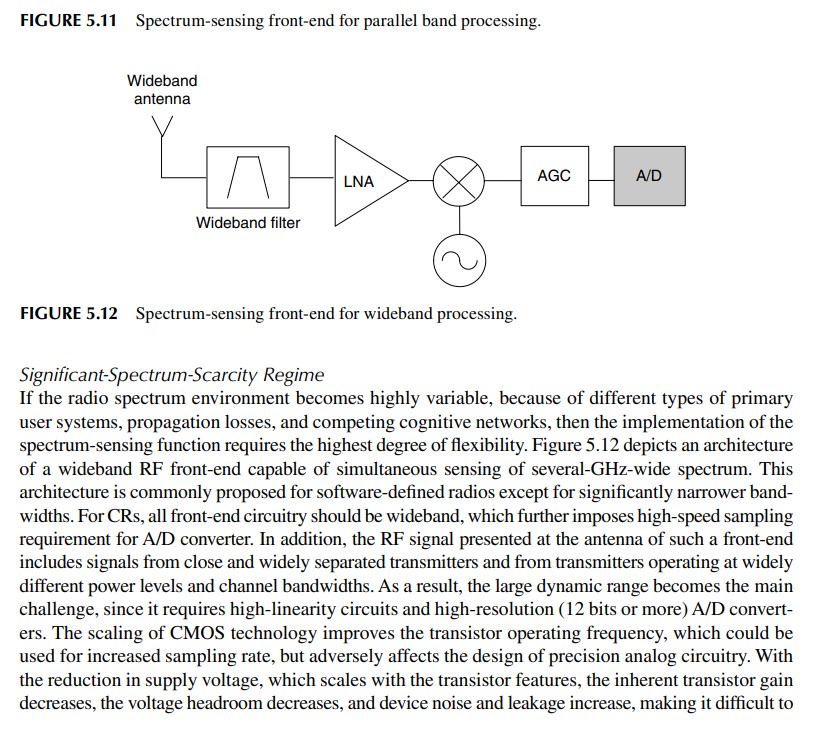 FIGURE 5.11 Spectrum-sensing front-end for parallel band processing.
Wideband
antenna
LNA
AGC
A/D
Wideband filter
FIGURE 5.12 Spectrum-sensing front-end for wideband processing.
Significant-Spectrum-Scarcity Regime
If the radio spectrum environment becomes highly variable, because of different types of primary
user systems, propagation losses, and competing cognitive networks, then the implementation of the
spectrum-sensing function requires the highest degree of flexibility. Figure 5.12 depicts an architecture
of a wideband RF front-end capable of simultaneous sensing of several-GHz-wide spectrum. This
architecture is commonly proposed for software-defined radios except for significantly narrower band-
widths. For CRs, all front-end circuitry should be wideband, which further imposes high-speed sampling
requirement for A/D converter. In addition, the RF signal presented at the antenna of such a front-end
includes signals from close and widely separated transmitters and from transmitters operating at widely
different power levels and channel bandwidths. As a result, the large dynamic range becomes the main
challenge, since it requires high-linearity circuits and high-resolution (12 bits or more) A/D convert-
ers. The scaling of CMOS technology improves the transistor operating frequency, which could be
used for increased sampling rate, but adversely affects the design of precision analog circuitry. With
the reduction in supply voltage, which scales with the transistor features, the inherent transistor gain
decreases, the voltage headroom decreases, and device noise and leakage increase, making it difficult to